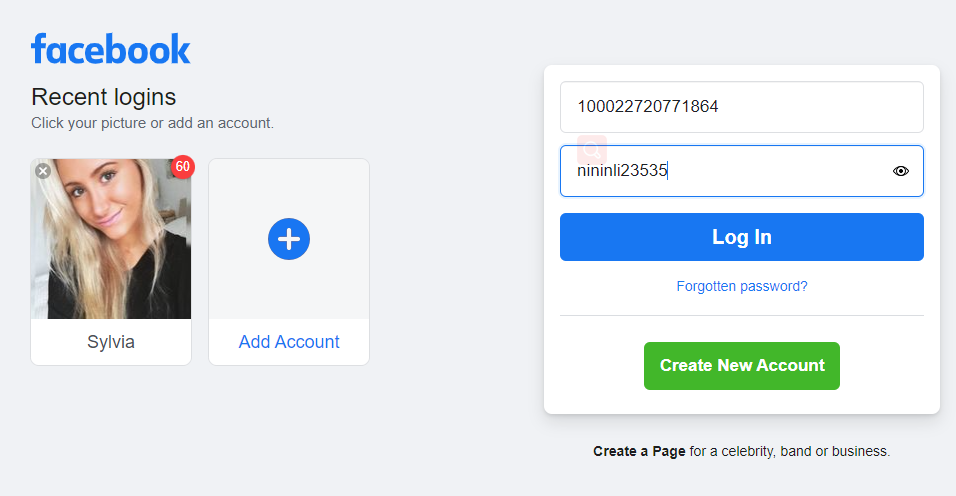 facebook
Recent logins
Click your picture or add an account.
60
Sylvia
Add Account
100022720771864
nininli23535
Log In
Forgotten password?
Create New Account
Create a Page for a celebrity, band or business.